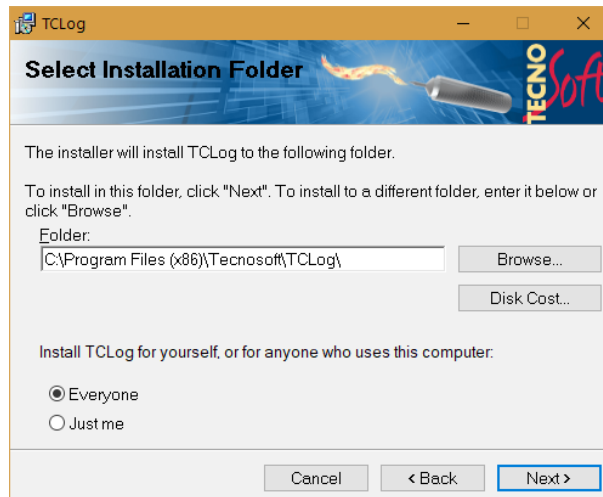 TCLog
Select Installation Folder
TECNO
Soft
The installer will install TCLog to the following folder.
To install in this folder, click "Next". To install to a different folder, enter it below or
click "Browse".
Folder:
C:\Program Files (x86)\Tecnosoft\TCLog\
Browse...
Disk Cost...
Install TCLog for yourself, or for anyone who uses this computer:
Everyone
Just me
Cancel
< Back
Next >